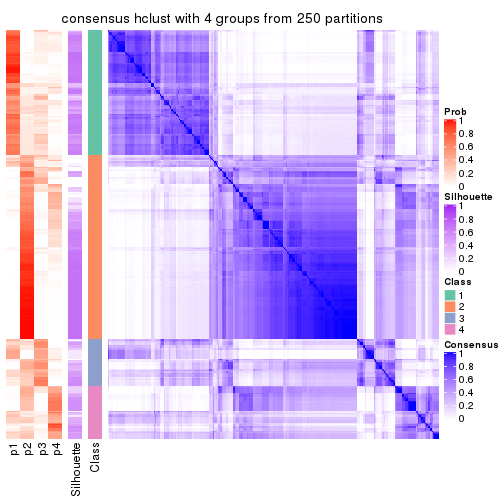 consensus hclust with 4 groups from 250 partitions
Prob
1
0.8
0.6
0.4
0.2
0
Silhouette
1
0.8
0.6
0.4
0.2
0
Class
1
2
3
4
Consensus
1
0.8
0.6
0.4
0.2
0
p1
p2
p3
p4
Silhouette
Class